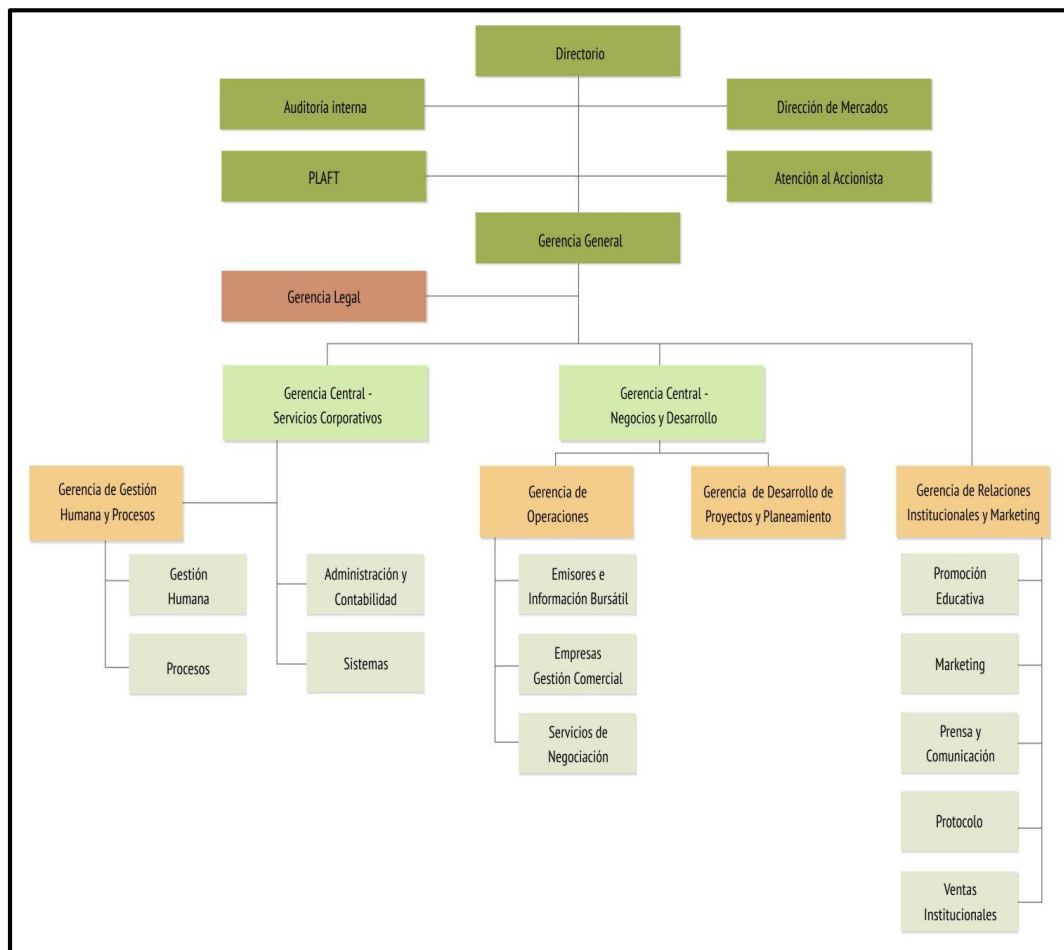 Directorio
Auditoría interna
Dirección de Mercados
PLAFT
Atención al Accionista
Gerencia General
Gerencia Legal
Gerencia Central -
Servicios Corporativos
Gerencia Central -
Negocios y Desarrollo
Gerencia de Gestión
Humana y Procesos
Gerencia de
Operaciones
Gerencia de Desarrollo de
Proyectos y Planeamiento
Gerencia de Relaciones
Institucionales y Marketing
Gestión
Humana
Administración y
Contabilidad
Emisores e
Información Bursátil
Promoción
Educativa
Procesos
Sistemas
Empresas
Gestión Comercial
Marketing
Servicios de
Negociación
Prensa y
Comunicación
Protocolo
Ventas
Institucionales